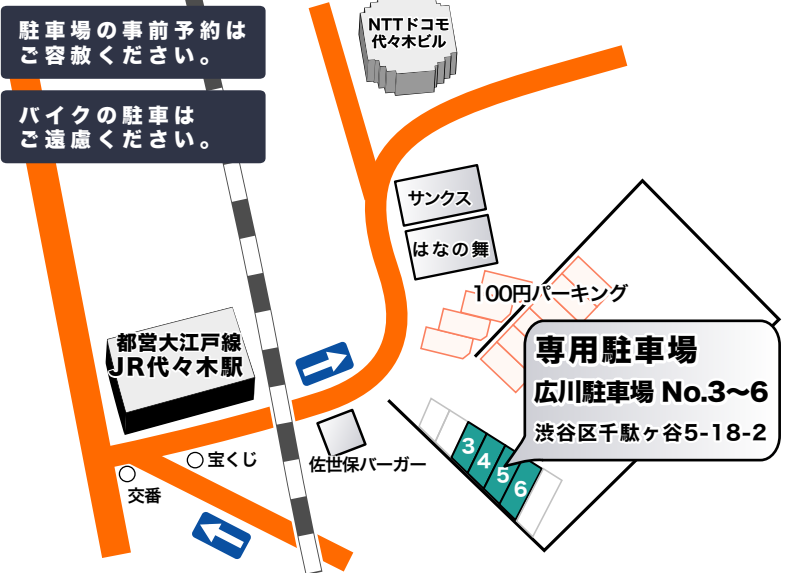 駐車場の事前予約は
ご容赦ください。
バイクの駐車は
ご遠慮ください。
NTTドコモ
代々木ビル
サンクス
はなの舞
100円パーキング
都営大江戸線
JR代々木駅
専用駐車場
広川駐車場 No.3〜6
渋谷区千駄ヶ谷5-18-2
3
4
5
6
佐世保バーガー
宝くじ
交番